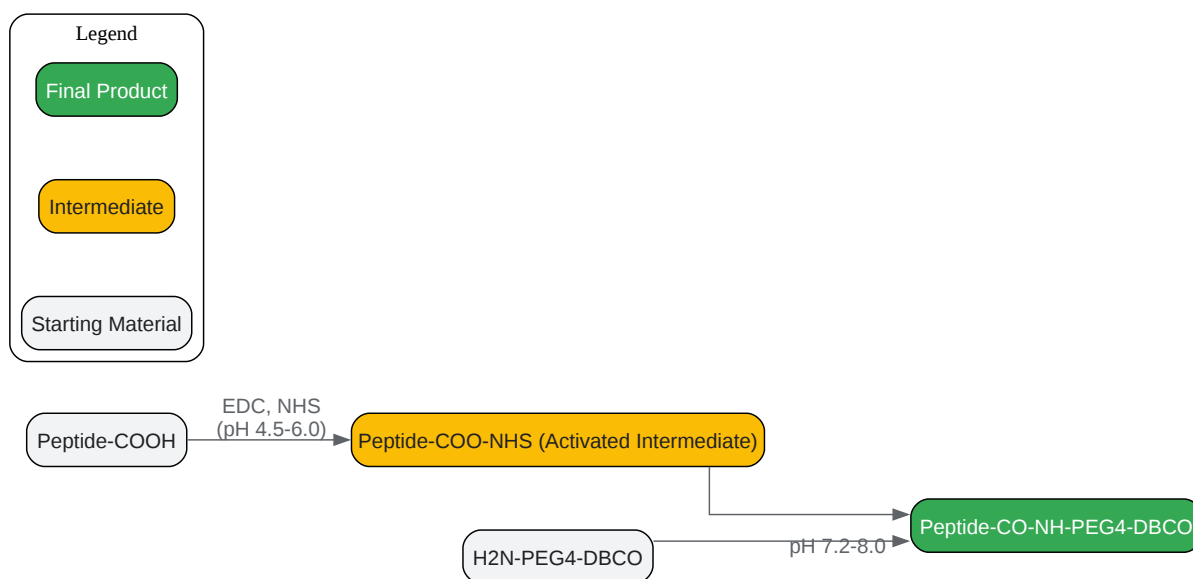 Legend
Final Product
Intermediate
Starting Material
EDC, NHS
(pH 4.5-6.0)
Peptide-COOH
Peptide-COO-NHS (Activated Intermediate)
Peptide-CO-NH-PEG4-DBCO
pH 7.2-8.0
H2N-PEG4-DBCO